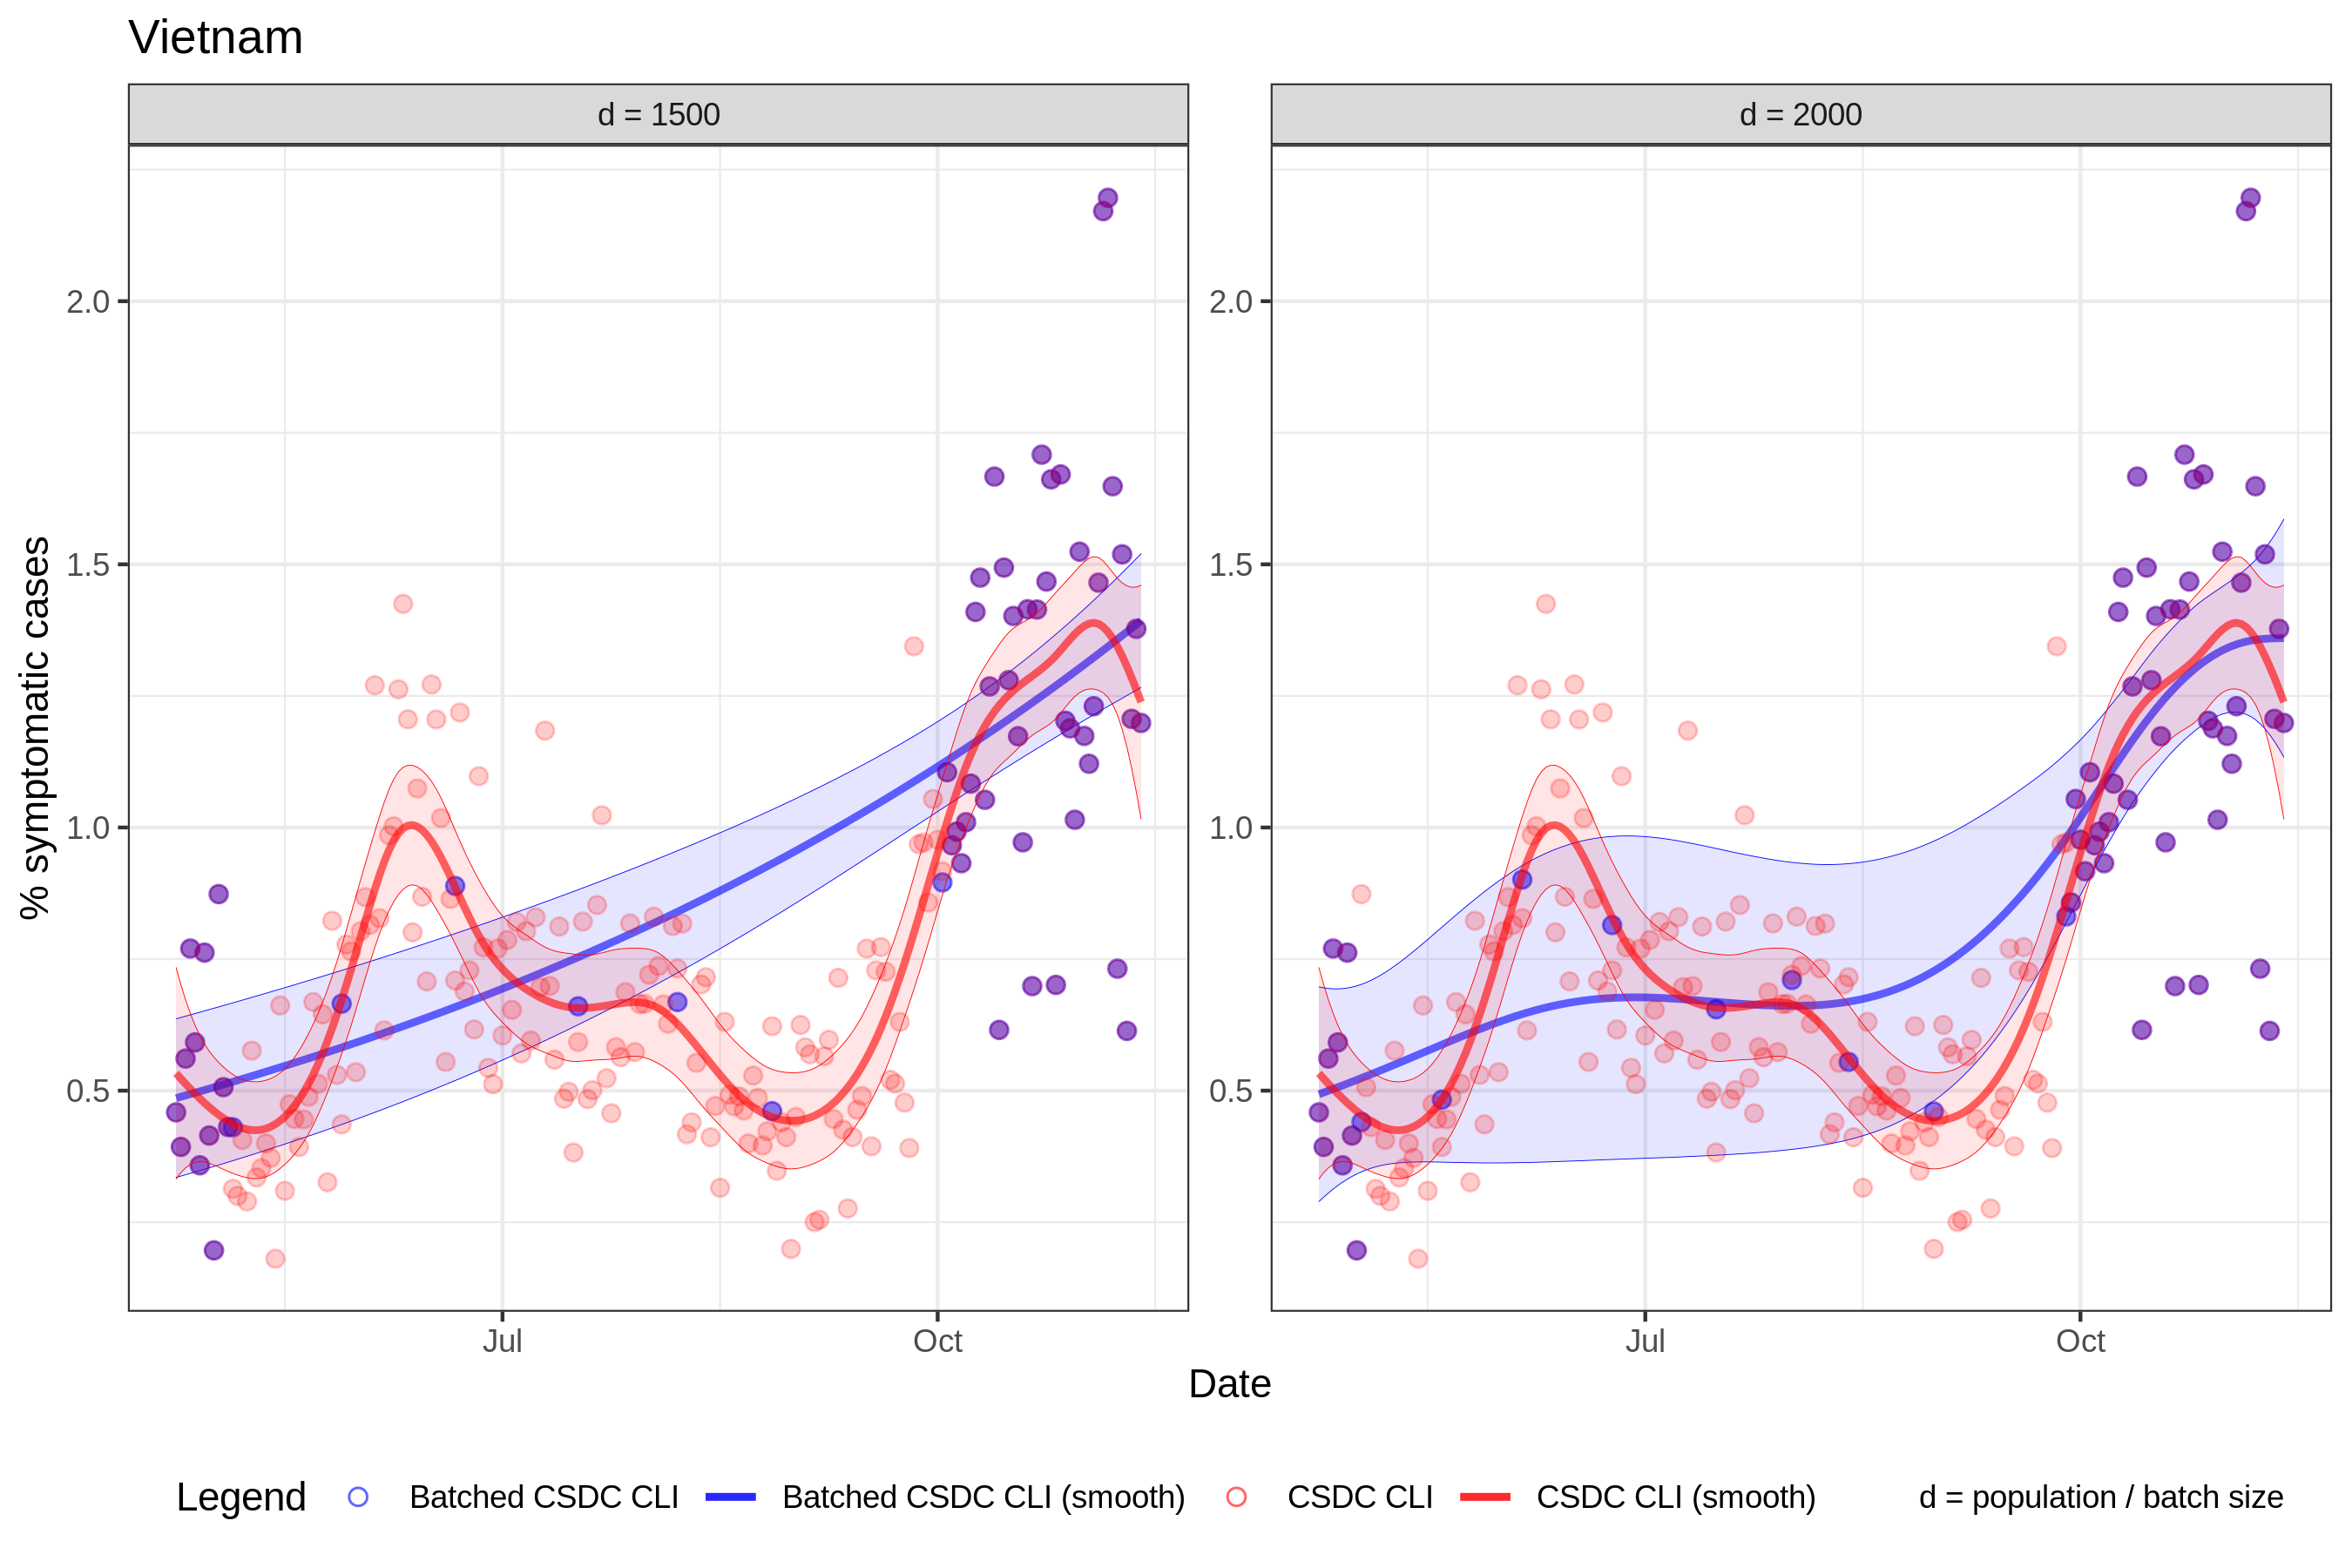 Vietnam
d = 1500
d = 2000
% symptomatic cases
2.0
1.5
1.0
0.5
2.0
1.5
1.0
0.5
Jul
Oct
Jul
Oct
Date
Legend Batched CSDC CLI Batched CSDC CLI (smooth) CSDC CLI CSDC CLI (smooth) d = population / batch size